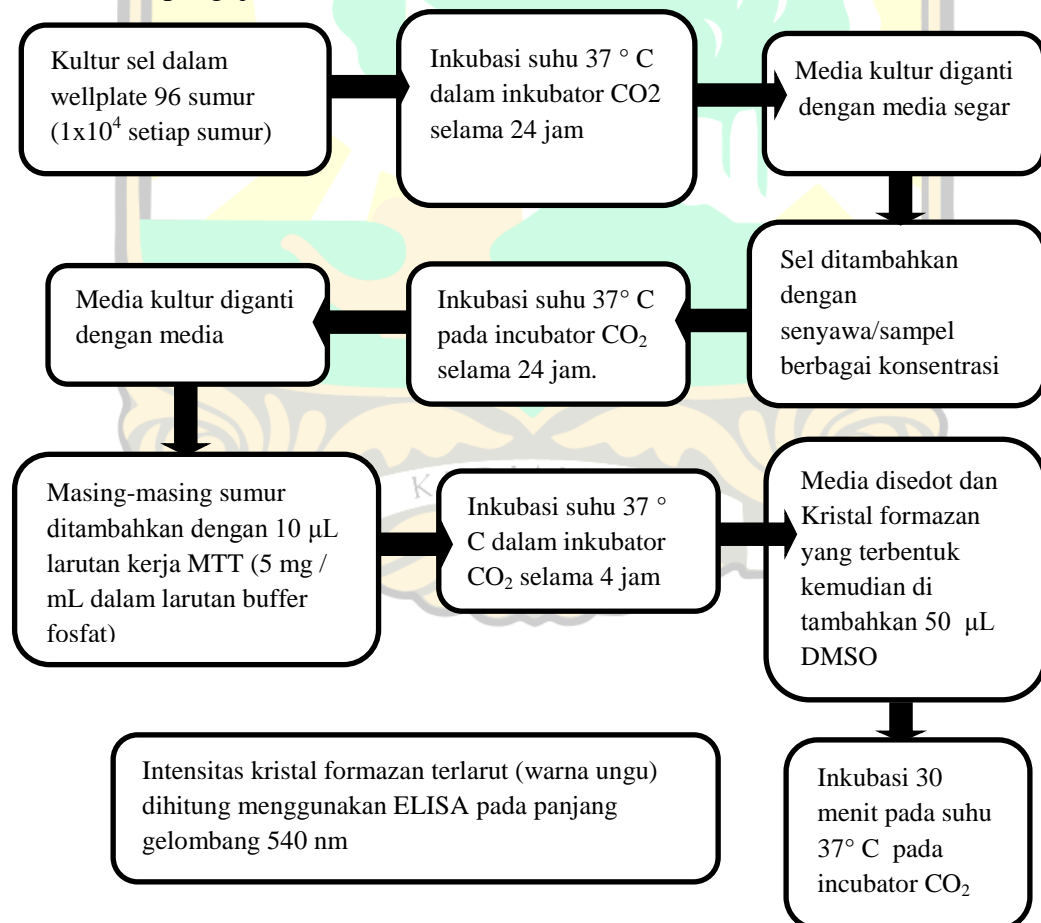 Kultur sel dalam
wellplate 96 sumur
(1x10⁴ setiap sumur)
Inkubasi suhu 37 ° C
dalam inkubator CO2
selama 24 jam
Media kultur diganti
dengan media segar
Sel ditambahkan
dengan
senyawa/sampel
berbagai konsentrasi
Inkubasi suhu 37° C
pada incubator CO₂
selama 24 jam.
Media kultur diganti
dengan media
Masing-masing sumur
ditambahkan dengan 10 μL
larutan kerja MTT (5 mg /
mL dalam larutan buffer
fosfat)
Inkubasi suhu 37 °
C dalam inkubator
CO₂ selama 4 jam
Media disedot dan
Kristal formazan
yang terbentuk
kemudian di
tambahkan 50 μL
DMSO
Inkubasi 30
menit pada suhu
37° C pada
incubator CO₂
Intensitas kristal formazan terlarut (warna ungu)
dihitung menggunakan ELISA pada panjang
gelombang 540 nm